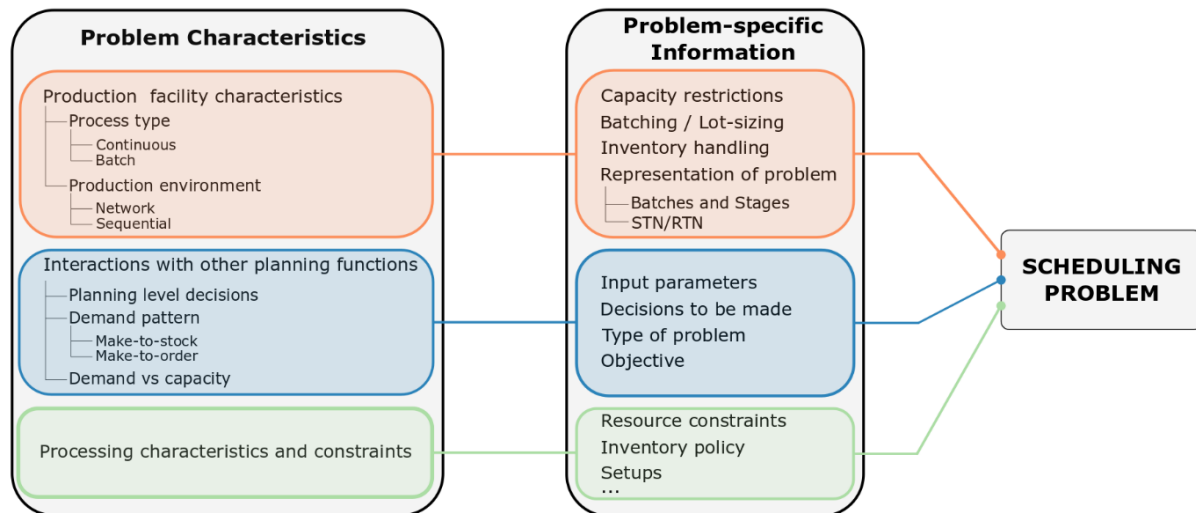 Problem Characteristics
Production facility characteristics
Process type
Continuous
Batch
Production environment
Network
Sequential
Interactions with other planning functions
Planning level decisions
Demand pattern
Make-to-stock
Make-to-order
Demand vs capacity
Processing characteristics and constraints
Problem-specific
Information
Capacity restrictions
Batching / Lot-sizing
Inventory handling
Representation of problem
Batches and Stages
STN/RTN
Input parameters
Decisions to be made
Type of problem
Objective
Resource constraints
Inventory policy
Setups
...
SCHEDULING
PROBLEM